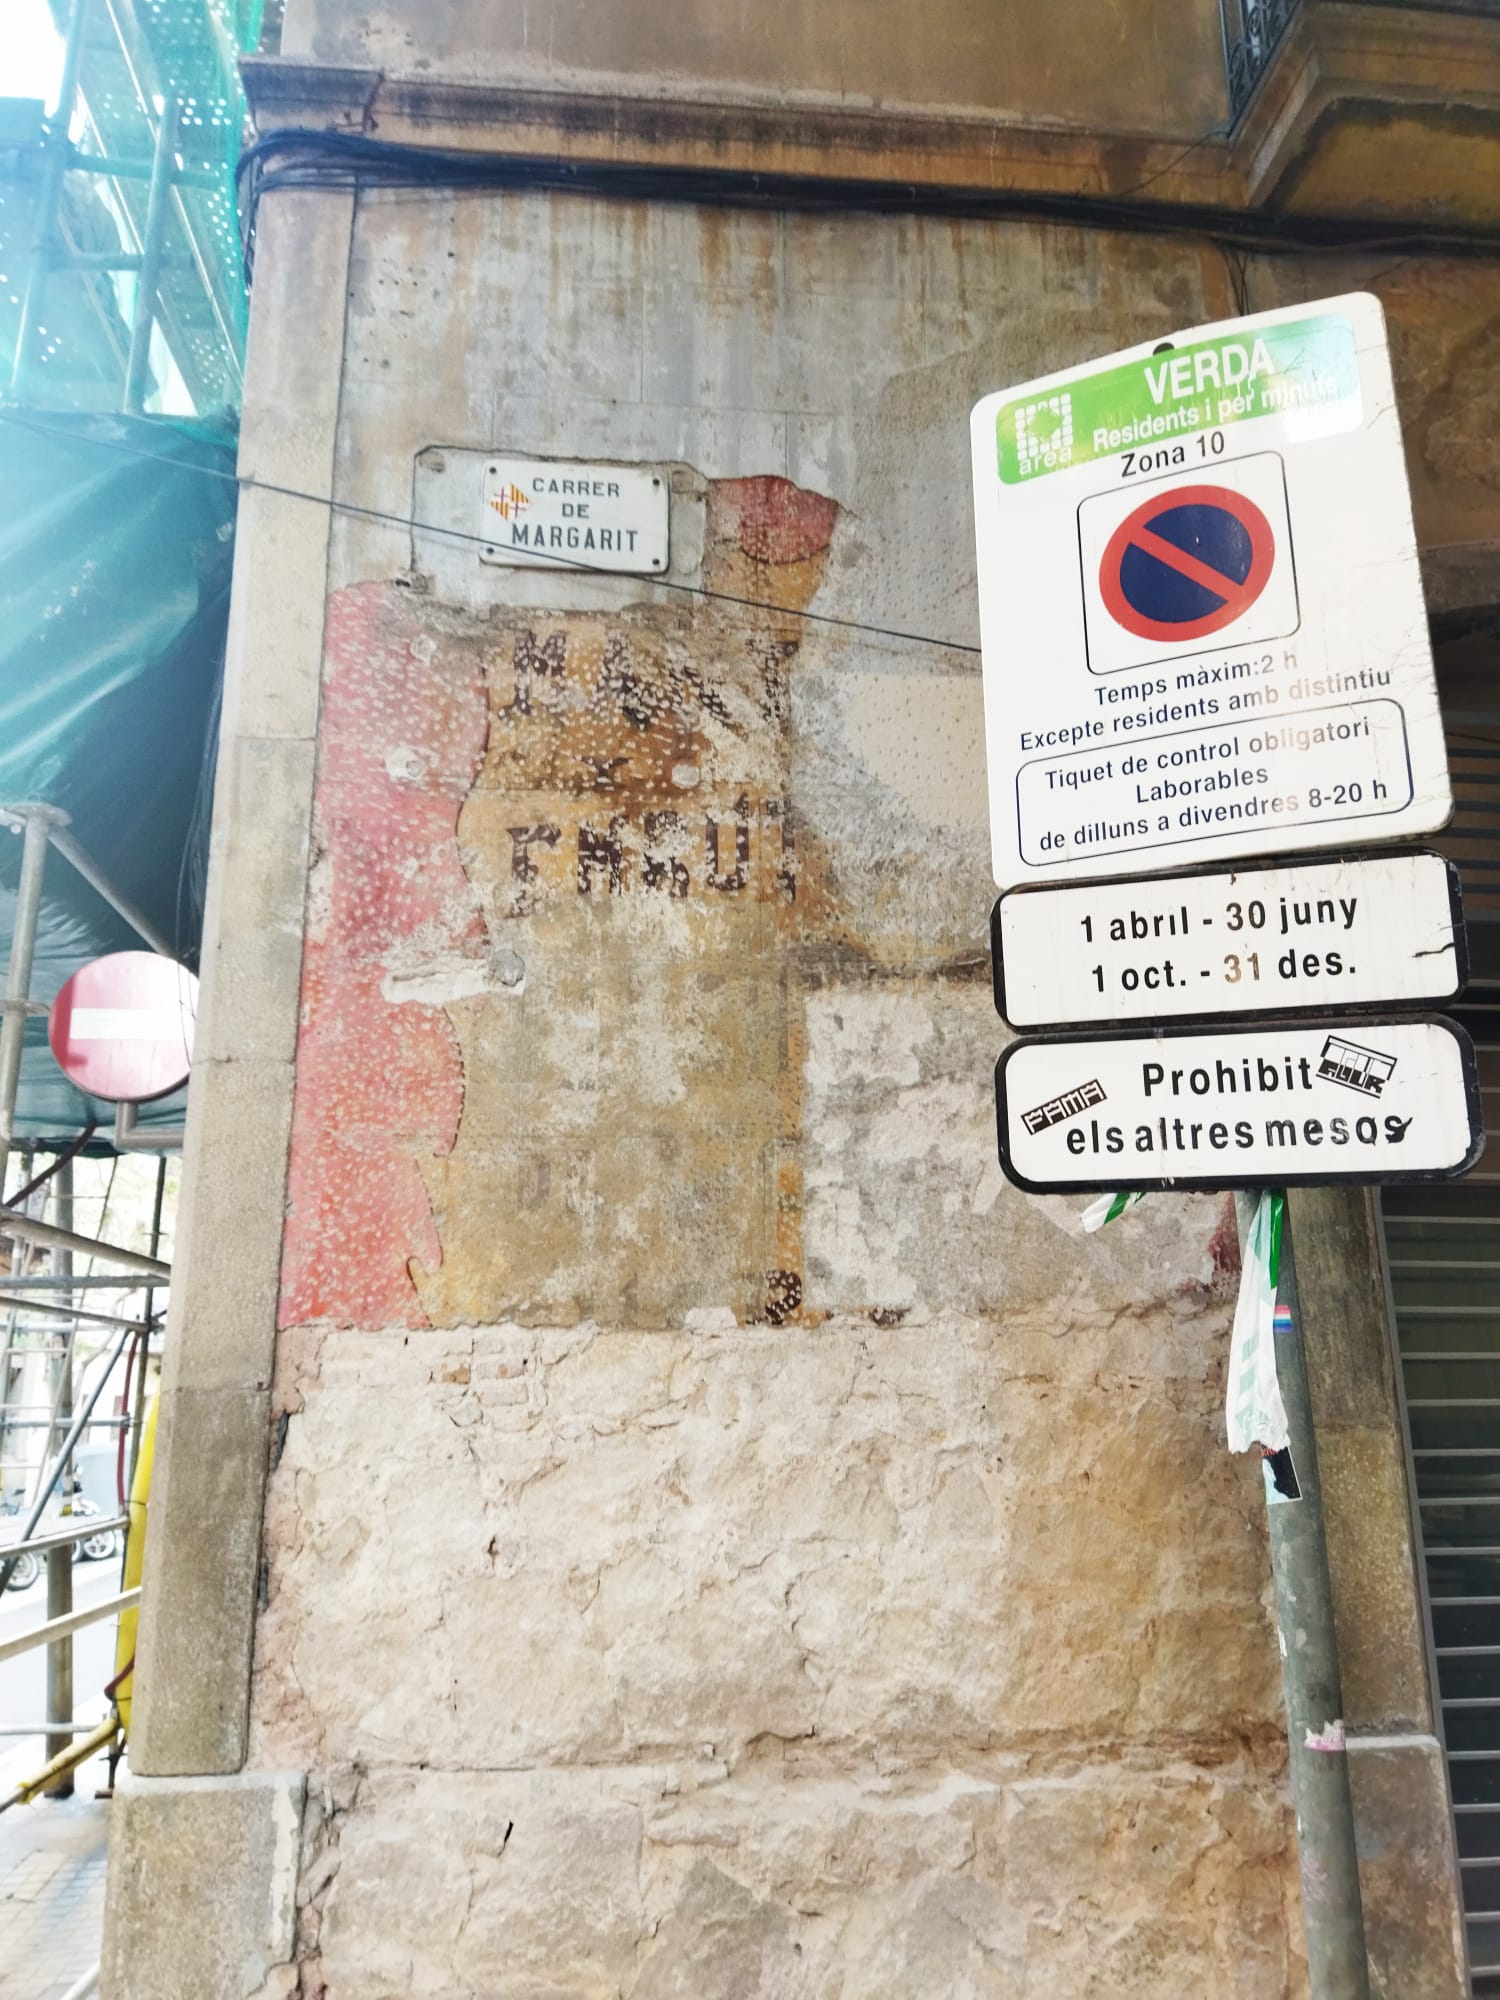 CARRER
DE
MARGARIT
VERDA
Residents i per minuts
area
Zona 10
Temps màxim:2 h
Excepte residents amb distintiu
Tiquet de control obligatori
Laborables
de dilluns a divendres 8-20 h
1 abril - 30 juny
1 oct. - 31 des.
Prohibit
FAMA
els altres mesos